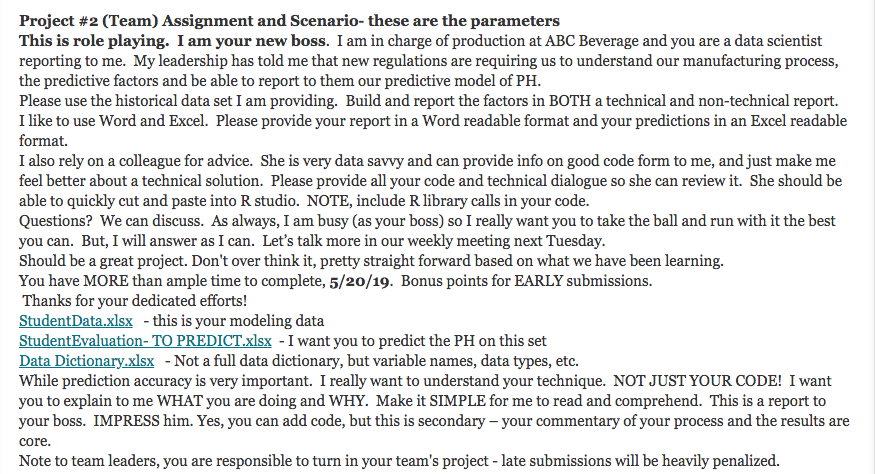 Project #2 (Team) Assignment and Scenario- these are the parameters
This is role playing.  I am your new boss.  I am in charge of production at ABC Beverage and you are a data scientist
reporting to me.  My leadership has told me that new regulations are requiring us to understand our manufacturing process,
the predictive factors and be able to report to them our predictive model of PH.
Please use the historical data set I am providing.  Build and report the factors in BOTH a technical and non-technical report.
I like to use Word and Excel.  Please provide your report in a Word readable format and your predictions in an Excel readable
format.
I also rely on a colleague for advice.  She is very data savvy and can provide info on good code form to me, and just make me
feel better about a technical solution.  Please provide all your code and technical dialogue so she can review it.  She should be
able to quickly cut and paste into R studio.  NOTE, include R library calls in your code.
Questions?  We can discuss.  As always, I am busy (as your boss) so I really want you to take the ball and run with it the best
you can.  But, I will answer as I can.  Let's talk more in our weekly meeting next Tuesday.
Should be a great project. Don't over think it, pretty straight forward based on what we have been learning.
You have MORE than ample time to complete, 5/20/19.  Bonus points for EARLY submissions.
Thanks for your dedicated efforts!
StudentData.xlsx   - this is your modeling data
StudentEvaluation- TO PREDICT.xlsx  - I want you to predict the PH on this set
Data Dictionary.xlsx   - Not a full data dictionary, but variable names, data types, etc.
While prediction accuracy is very important.  I really want to understand your technique.  NOT JUST YOUR CODE!  I want
you to explain to me WHAT you are doing and WHY.  Make it SIMPLE for me to read and comprehend.  This is a report to
your boss.  IMPRESS him. Yes, you can add code, but this is secondary – your commentary of your process and the results are
core.
Note to team leaders, you are responsible to turn in your team's project - late submissions will be heavily penalized.